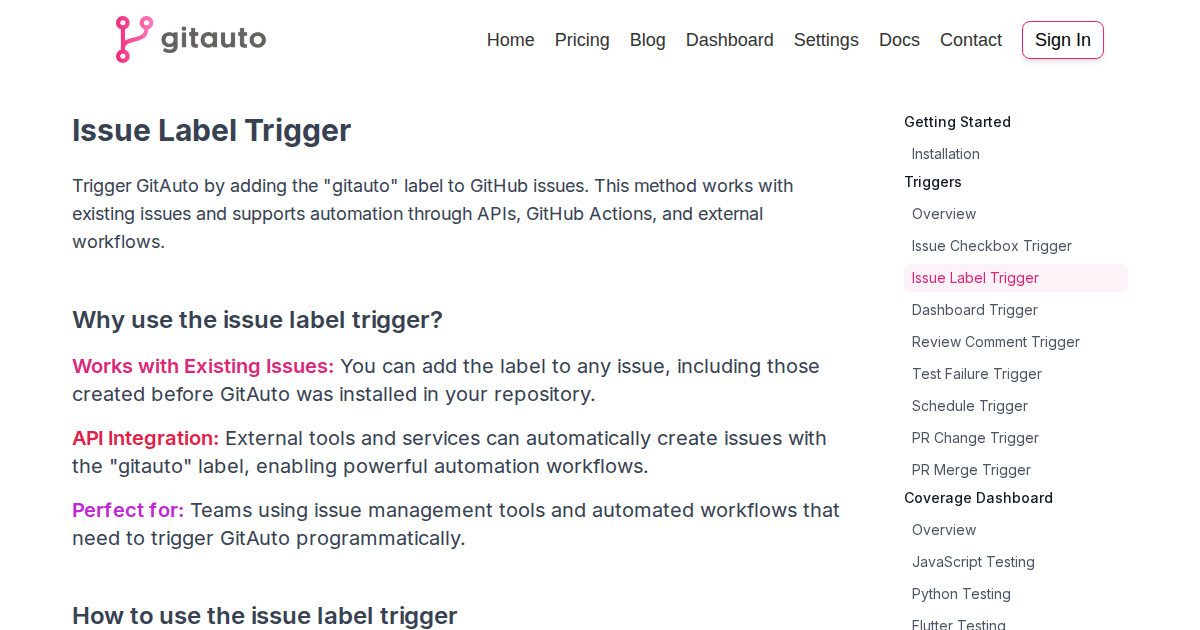 gitauto
Home Pricing Blog Dashboard Settings Docs Contact Sign In
Issue Label Trigger
Trigger GitAuto by adding the "gitauto" label to GitHub issues. This method works with
existing issues and supports automation through APIs, GitHub Actions, and external
workflows.
Why use the issue label trigger?
Works with Existing Issues: You can add the label to any issue, including those
created before GitAuto was installed in your repository.
API Integration: External tools and services can automatically create issues with
the "gitauto" label, enabling powerful automation workflows.
Perfect for: Teams using issue management tools and automated workflows that
need to trigger GitAuto programmatically.
How to use the issue label trigger
Getting Started
Installation
Triggers
Overview
Issue Checkbox Trigger
Issue Label Trigger
Dashboard Trigger
Review Comment Trigger
Test Failure Trigger
Schedule Trigger
PR Change Trigger
PR Merge Trigger
Coverage Dashboard
Overview
JavaScript Testing
Python Testing
Flutter Testing